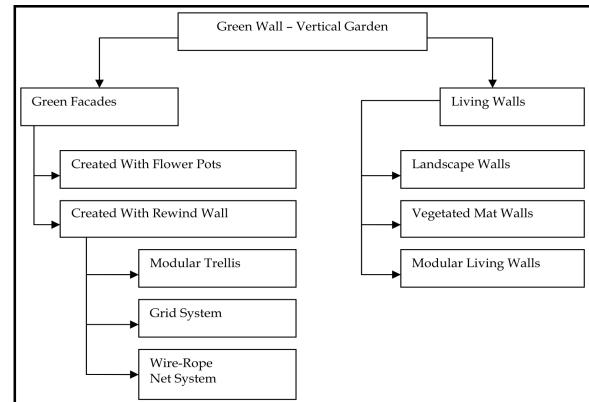 Green Wall – Vertical Garden
Green Facades
Living Walls
Created With Flower Pots
Landscape Walls
Created With Rewind Wall
Vegetated Mat Walls
Modular Trellis
Modular Living Walls
Grid System
Wire-Rope
Net System